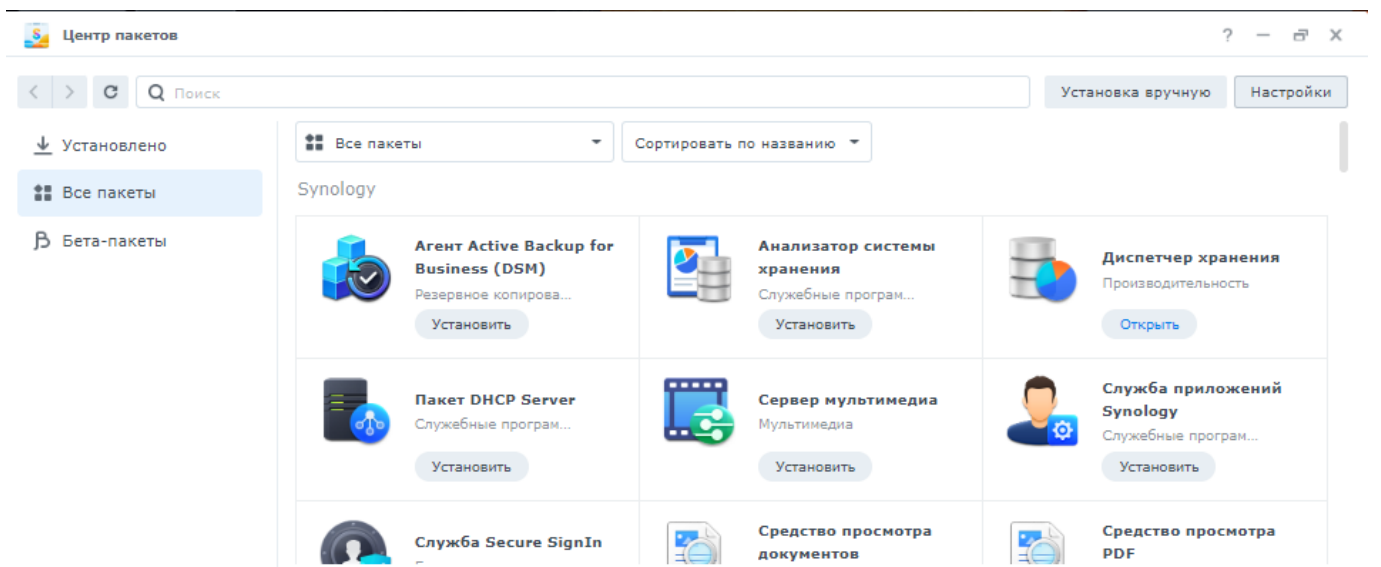 Центр пакетов
?
Поиск
Установка вручную
Настройки
Установлено
Все пакеты
Бета-пакеты
Все пакеты
Сортировать по названию
Synology
Агент Active Backup for
Business (DSM)
Резервное копирова...
Установить
Анализатор системы
хранения
Служебные програм...
Установить
Диспетчер хранения
Производительность
Открыть
Пакет DHCP Server
Служебные програм...
Установить
Сервер мультимедиа
Мультимедиа
Установить
Служба приложений
Synology
Служебные програм...
Установить
Служба Secure SignIn
Средство просмотра
документов
Средство просмотра
PDF